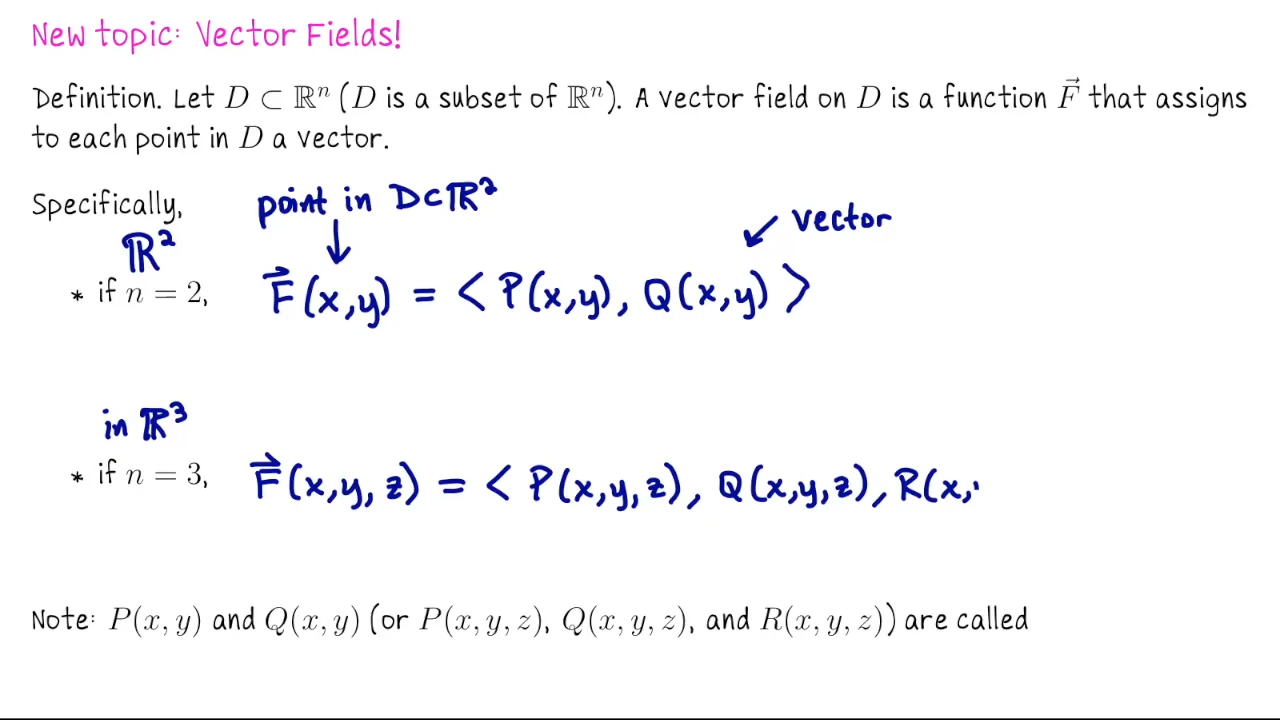 New topic: Vector Fields!
Definition. Let D ⊂ ℝⁿ (D is a subset of ℝⁿ). A vector field on D is a function F⃗ that assigns
to each point in D a vector.
Specifically,
point in D⊂ℝ²
vector
ℝ²
* if n = 2, F⃗(x,y) = < P(x,y), Q(x,y) >
in ℝ³
* if n = 3, F⃗(x,y,z) = < P(x,y,z), Q(x,y,z), R(x,
Note: P(x, y) and Q(x, y) (or P(x, y, z), Q(x, y, z), and R(x, y, z)) are called